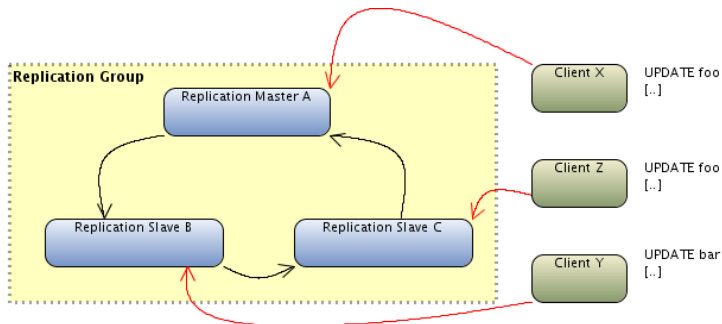 Replication Group
Replication Master A
Replication Slave B
Replication Slave C
Client X
UPDATE foo
[..]
Client Z
UPDATE foo
[..]
Client Y
UPDATE bar
[..]